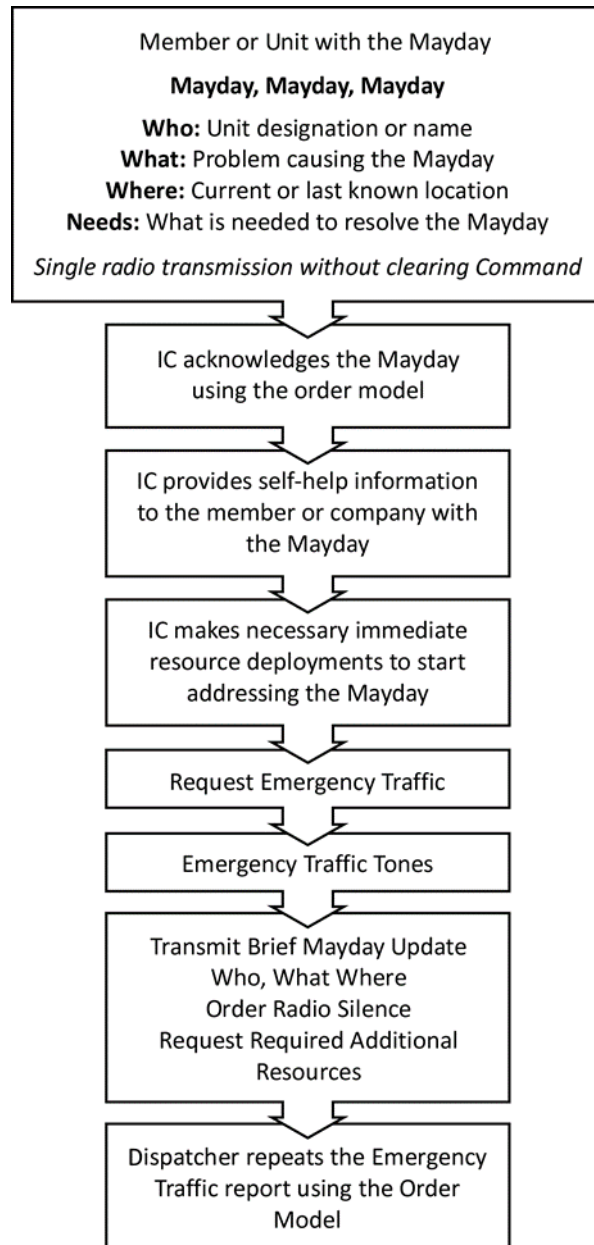 Member or Unit with the Mayday
Mayday, Mayday, Mayday
Who: Unit designation or name
What: Problem causing the Mayday
Where: Current or last known location
Needs: What is needed to resolve the Mayday
Single radio transmission without clearing Command
IC acknowledges the Mayday
using the order model
IC provides self-help information
to the member or company with
the Mayday
IC makes necessary immediate
resource deployments to start
addressing the Mayday
Request Emergency Traffic
Emergency Traffic Tones
Transmit Brief Mayday Update
Who, What Where
Order Radio Silence
Request Required Additional
Resources
Dispatcher repeats the Emergency
Traffic report using the Order
Model